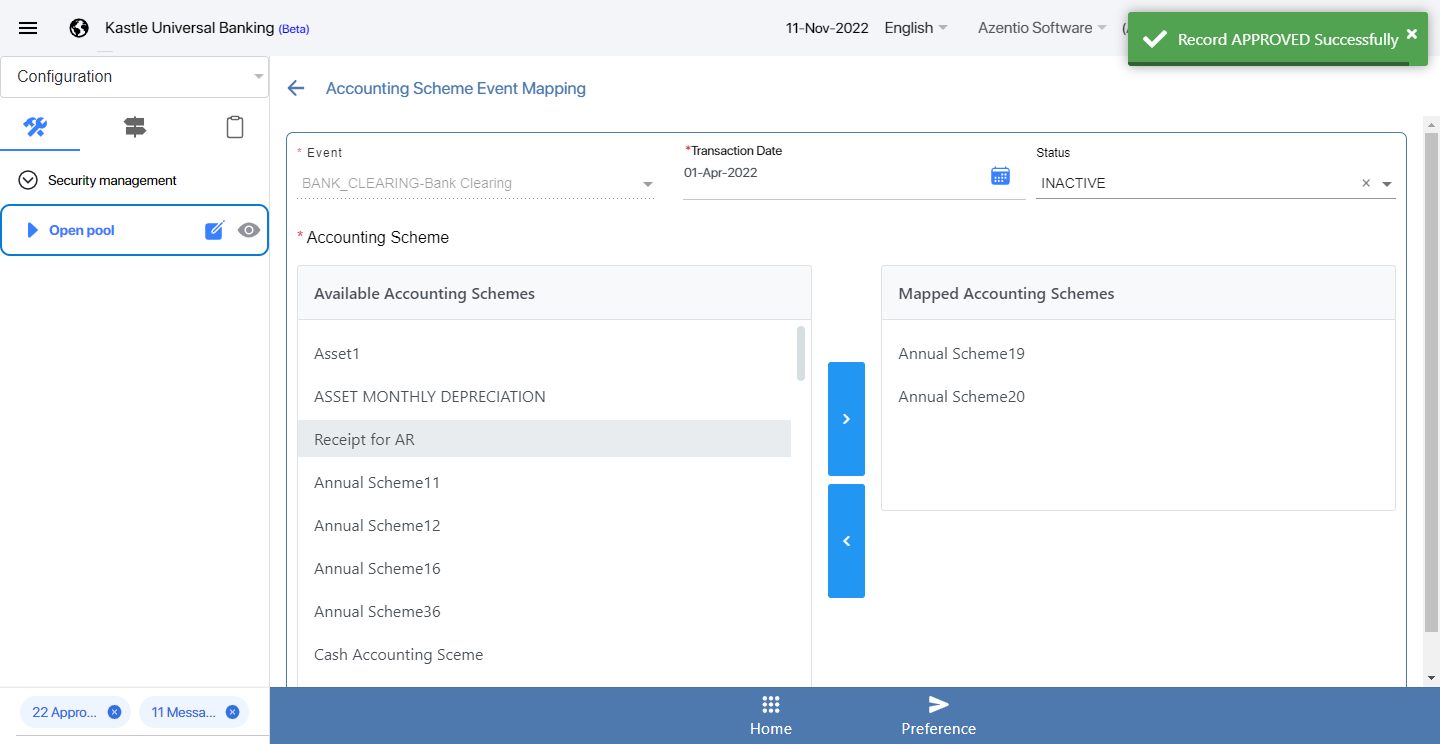 Kastle Universal Banking (Beta)
11-Nov-2022
English
Azentio Software
Record APPROVED Successfully
Configuration
Accounting Scheme Event Mapping
Security management
Open pool
* Event
BANK_CLEARING-Bank Clearing
*Transaction Date
01-Apr-2022
Status
INACTIVE
* Accounting Scheme
Available Accounting Schemes
Asset1
ASSET MONTHLY DEPRECIATION
Receipt for AR
Annual Scheme11
Annual Scheme12
Annual Scheme16
Annual Scheme36
Cash Accounting Sceme
Mapped Accounting Schemes
Annual Scheme19
Annual Scheme20
22 Appro...
11 Messa...
Home
Preference